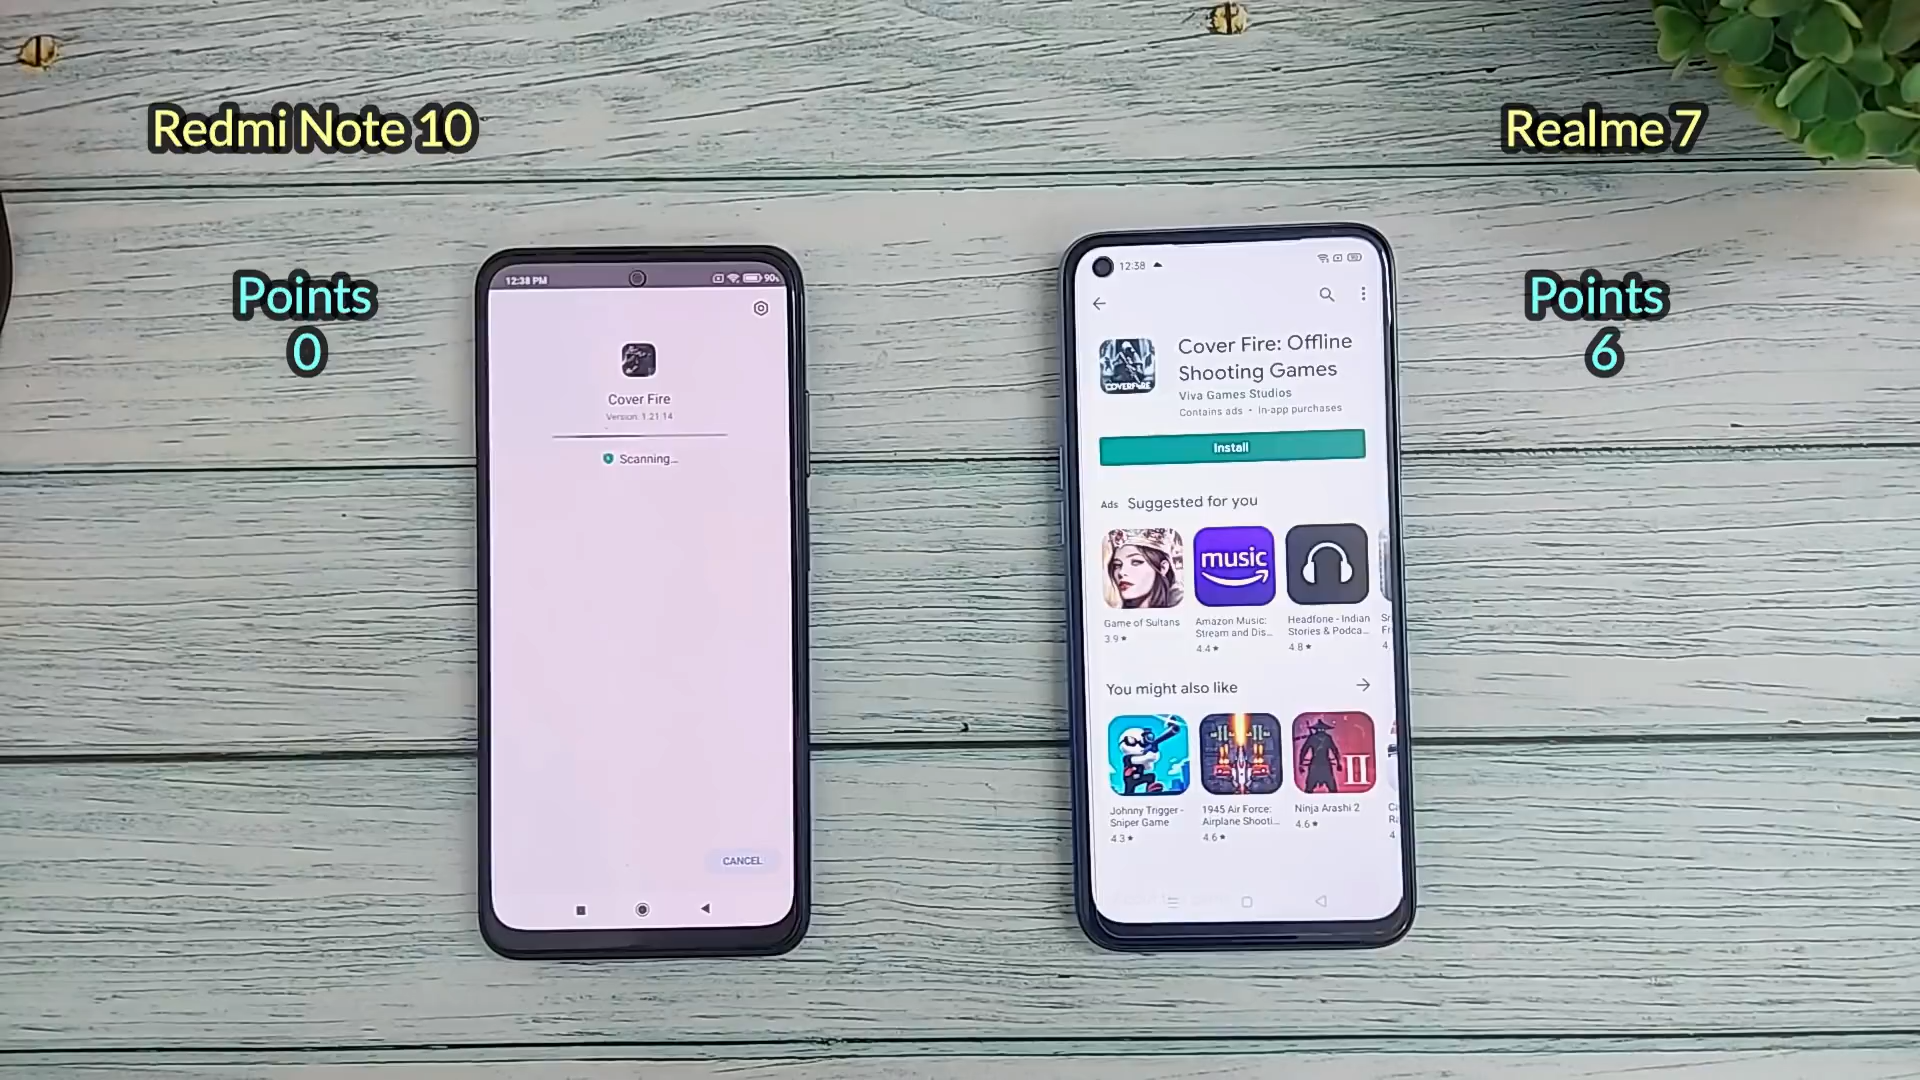 Redmi Note 10
Realme 7
Points
0
Points
6
12:38 PM
90%
Cover Fire
Version: 1.21.14
Scanning...
CANCEL
12:38
Cover Fire: Offline
Shooting Games
Viva Games Studios
Contains ads • In-app purchases
COVERFIRE
Install
Ads Suggested for you
music
Game of Sultans
3.9★
Amazon Music:
Stream and Dis...
4.4★
Headfone - Indian
Stories & Podca...
4.8★
You might also like
II
Johnny Trigger -
Sniper Game
4.3★
1945 Air Force:
Airplane Shooti...
4.6★
Ninja Arashi 2
4.6★